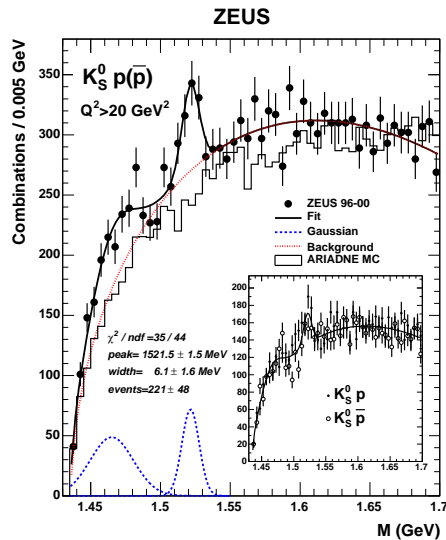 ZEUS
Combinations / 0.005 GeV
350
300
250
200
150
100
50
0
K⁰_S p(p̅)
Q²>20 GeV²
ZEUS 96-00
Fit
Gaussian
Background
ARIADNE MC
χ² / ndf =35 / 44
peak= 1521.5 ± 1.5 MeV
width= 6.1 ± 1.6 MeV
events=221± 48
200
180
160
140
120
100
80
60
40
20
0
K⁰_S p
K⁰_S p̅
1.45 1.5 1.55 1.6 1.65 1.7
1.45 1.5 1.55 1.6 1.65 1.7
M (GeV)